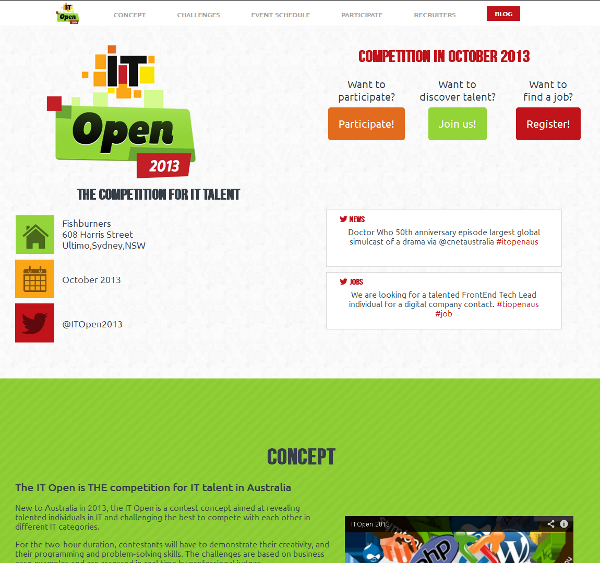 IT
Open
CONCEPT
CHALLENGES
EVENT SCHEDULE
PARTICIPATE
RECRUITERS
BLOG
IT
Open
2013
THE COMPETITION FOR IT TALENT
COMPETITION IN OCTOBER 2013
Want to
participate?
Participate!
Want to
discover talent?
Join us!
Want to
find a job?
Register!
Fishburners
608 Harris Street
Ultimo,Sydney,NSW
October 2013
@ITOpen2013
NEWS
Doctor Who 50th anniversary episode largest global
simulcast of a drama via @cnetaustralia #itopenaus
JOBS
We are looking for a talented FrontEnd Tech Lead
individual for a digital company contact. #tiopenaus
#job
CONCEPT
The IT Open is THE competition for IT talent in Australia
New to Australia in 2013, the IT Open is a contest concept aimed at revealing
talented individuals in IT and challenging the best to compete with each other in
different IT categories.
For the two-hour duration, contestants will have to demonstrate their creativity, and
their programming and problem-solving skills. The challenges are based on business
IT Open 2013
php